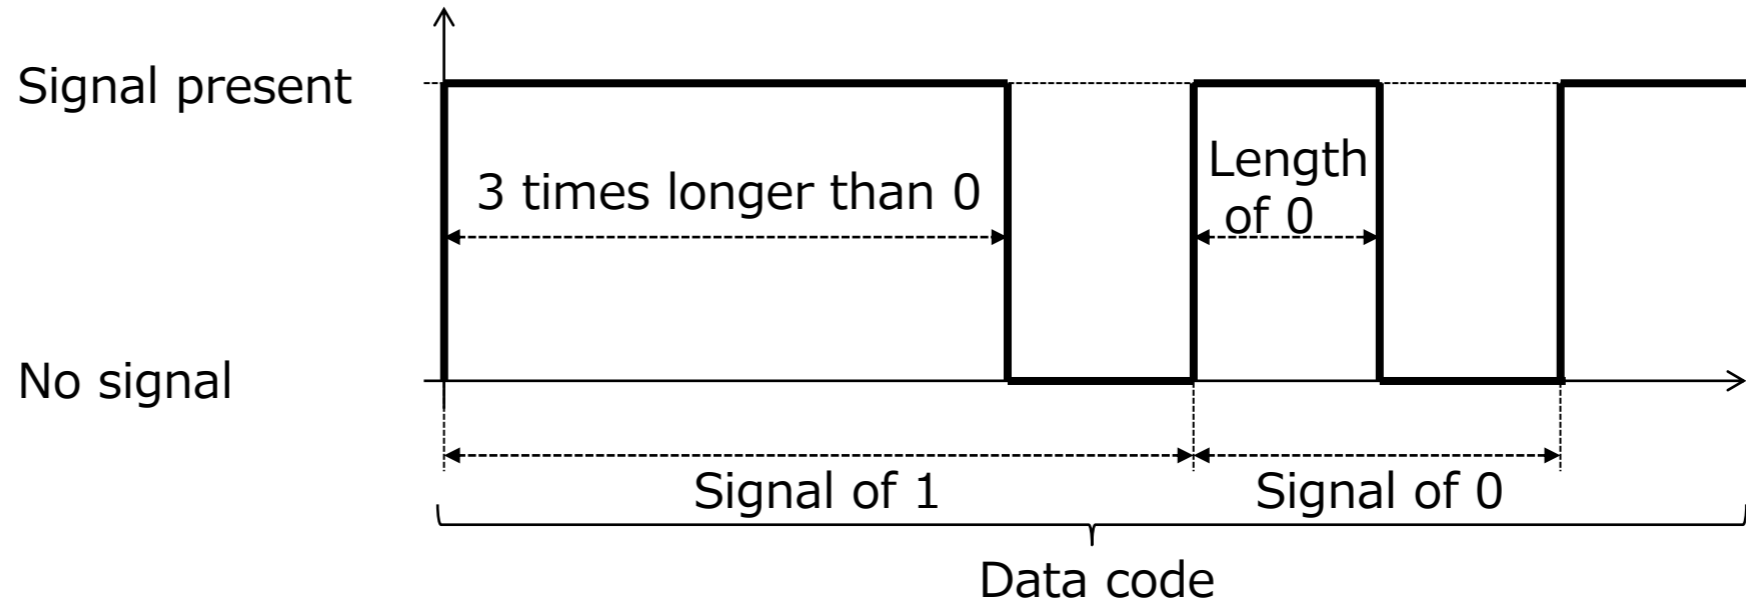 Signal present
3 times longer than 0
Length
of 0
No signal
Signal of 1
Signal of 0
Data code